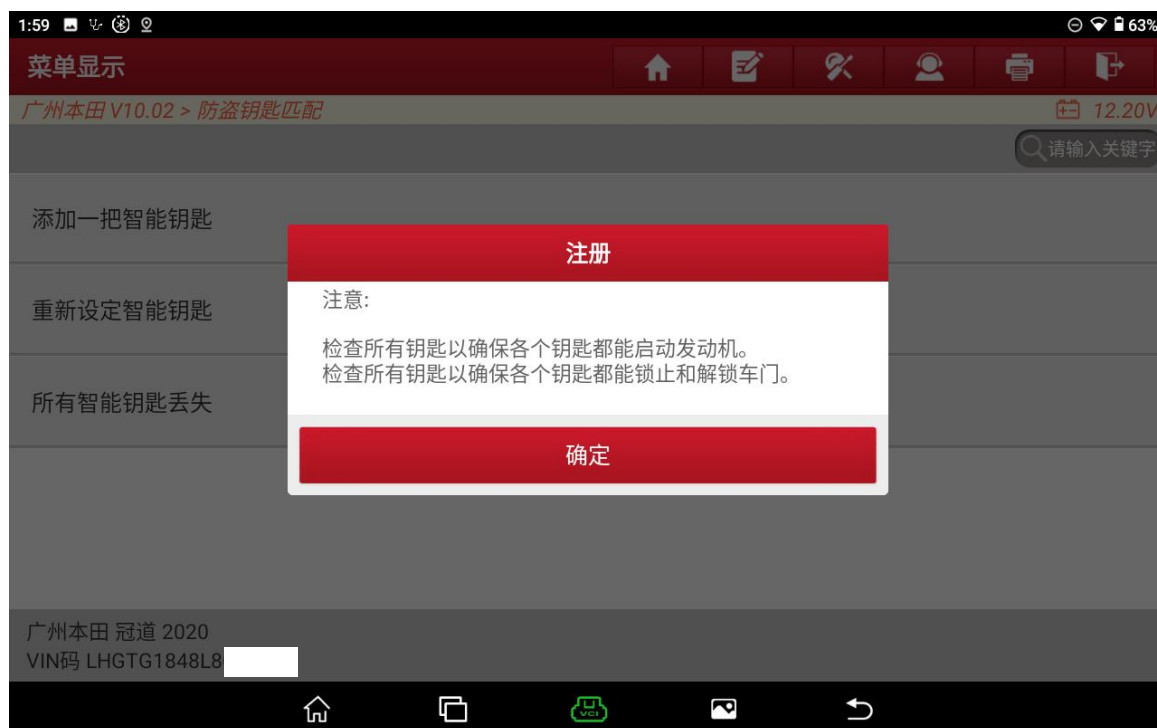 1:59
63%
菜单显示
广州本田 V10.02 > 防盗钥匙匹配
12.20V
请输入关键字
添加一把智能钥匙
重新设定智能钥匙
所有智能钥匙丢失
注册
注意:
检查所有钥匙以确保各个钥匙都能启动发动机。
检查所有钥匙以确保各个钥匙都能锁止和解锁车门。
确定
广州本田 冠道 2020
VIN码 LHGTG1848L8
VCI